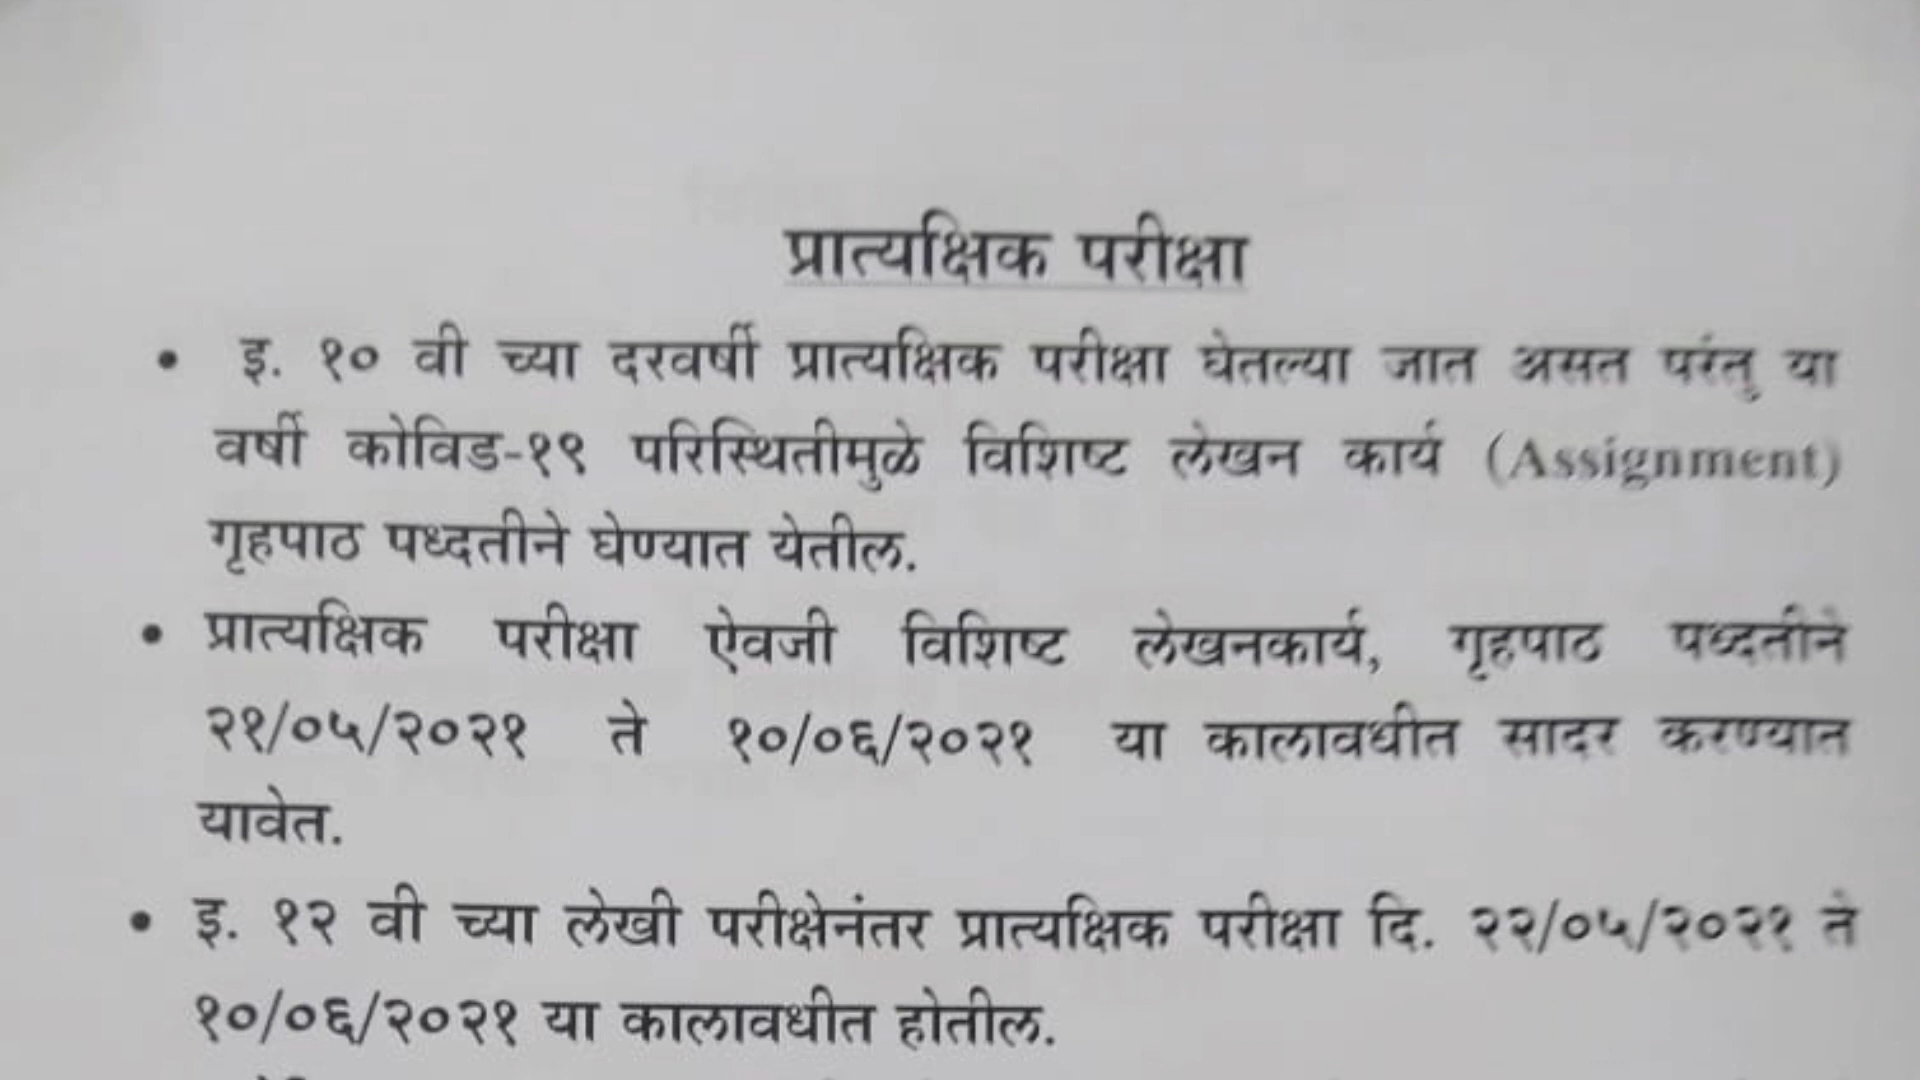 प्रात्यक्षिक परीक्षा
• इ. १० वी च्या दरवर्षी प्रात्यक्षिक परीक्षा घेतल्या जात असत परंतु या
वर्षी कोविड-१९ परिस्थितीमुळे विशिष्ट लेखन कार्य (Assignment)
गृहपाठ पध्दतीने घेण्यात येतील.
• प्रात्यक्षिक परीक्षा ऐवजी विशिष्ट लेखनकार्य, गृहपाठ पध्दतीने
२१/०५/२०२१ ते १०/०६/२०२१ या कालावधीत सादर करण्यात
यावेत.
• इ. १२ वी च्या लेखी परीक्षेनंतर प्रात्यक्षिक परीक्षा दि. २२/०५/२०२१ ते
१०/०६/२०२१ या कालावधीत होतील.